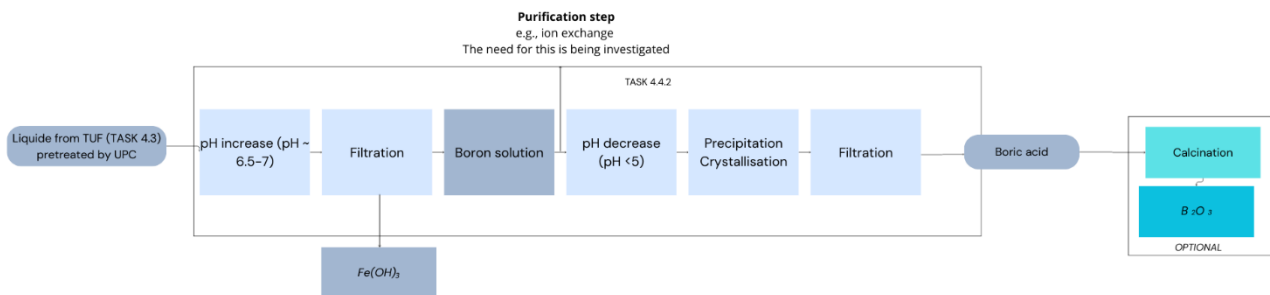 Purification step
e.g., ion exchange
The need for this is being investigated
TASK 4.4.2
Liquide from TUF (TASK 4.3)
pretreated by UPC
pH increase (pH ~
6.5-7)
Filtration
Boron solution
pH decrease
(pH <5)
Precipitation
Crystallisation
Filtration
Boric acid
Calcination
B ₂O ₃
OPTIONAL
Fe(OH)₃